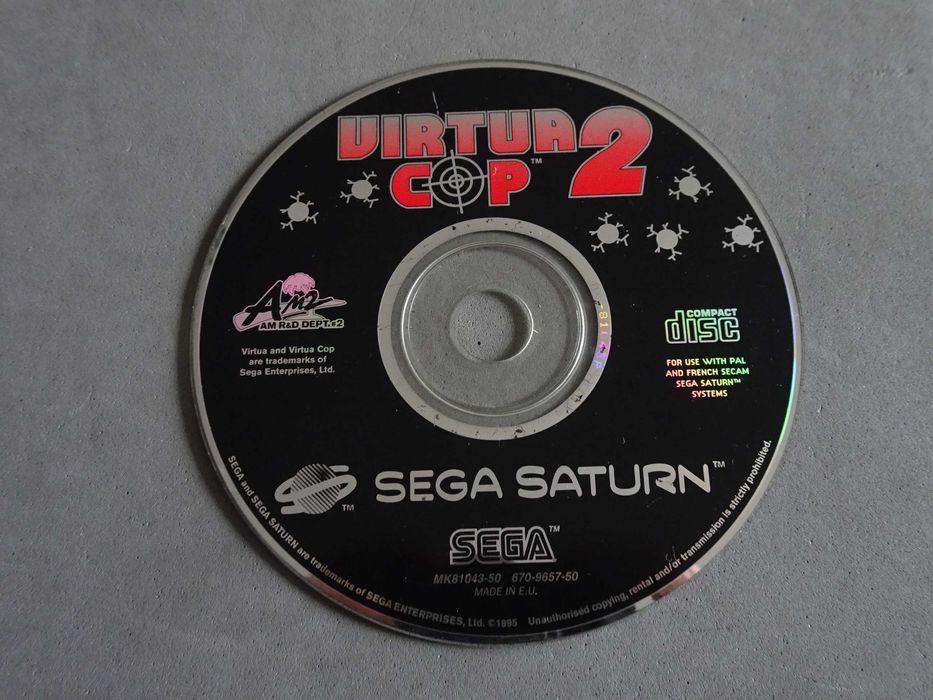 VIRTUA
COP™ 2
AM2
AM R&D DEPT.#2
Virtua and Virtua Cop
are trademarks of
Sega Enterprises, Ltd.
COMPACT
disc
FOR USE WITH PAL
AND FRENCH SECAM
SEGA SATURN™
SYSTEMS
SEGA SATURN™
TM
SEGA™
MK81043-50 670-9657-50
MADE IN E.U.
SEGA and SEGA SATURN are trademarks of SEGA ENTERPRISES, Ltd. ©1995 Unauthorised copying, rental and/or transmission is strictly prohibited.